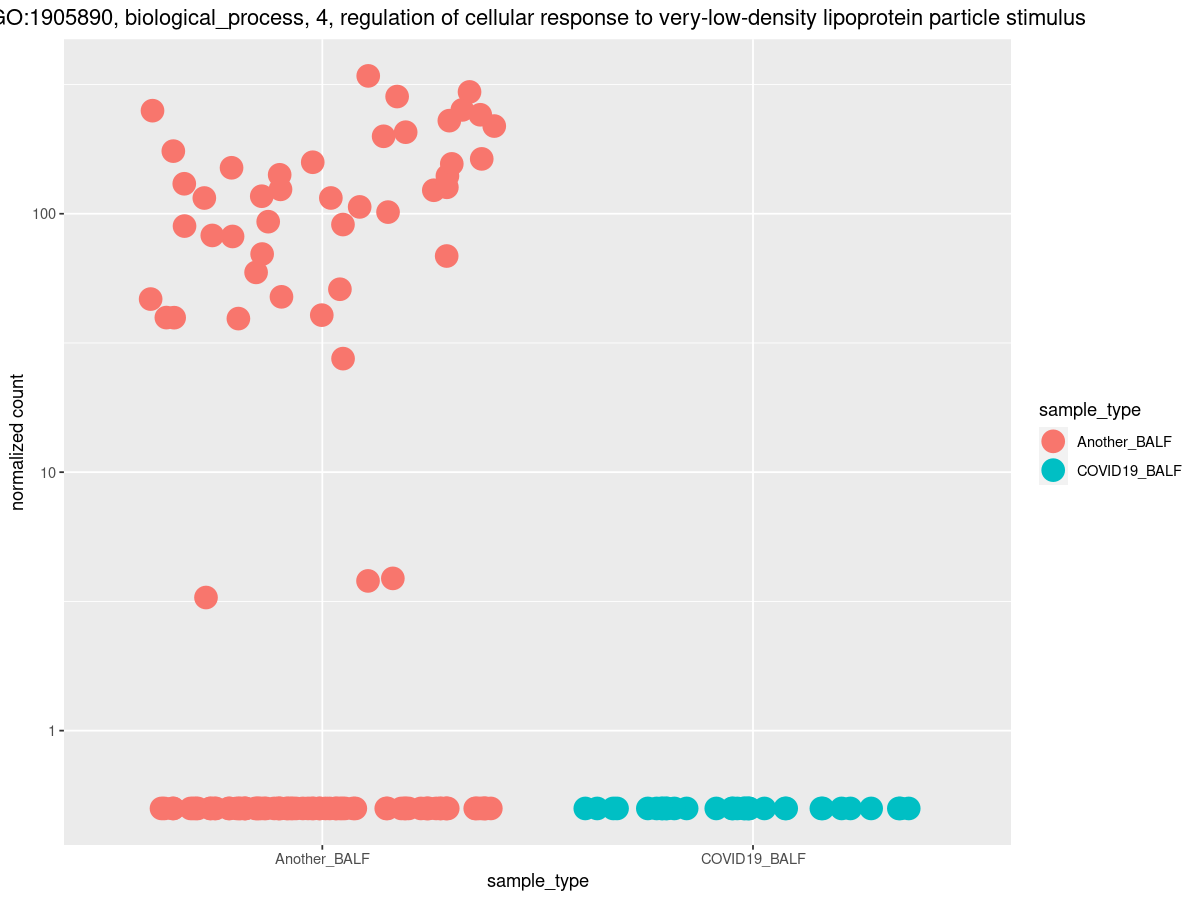 GO:1905890, biological_process, 4, regulation of cellular response to very-low-density lipoprotein particle stimulus
100
10
1
normalized count
Another_BALF
COVID19_BALF
sample_type
sample_type
Another_BALF
COVID19_BALF